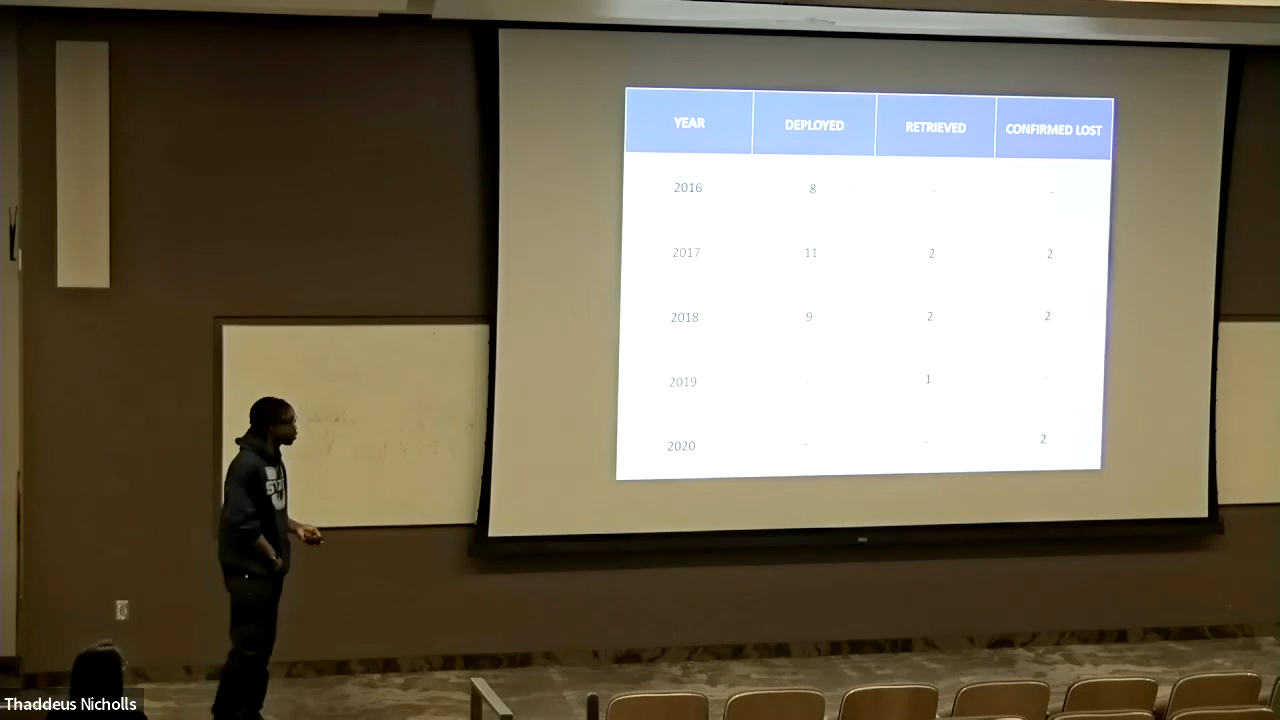 YEAR DEPLOYED RETRIEVED CONFIRMED LOST
2016 8 - -
2017 11 2 2
2018 9 2 2
2019 - 1 -
2020 - - 2
Thaddeus Nicholls